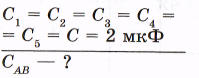 C₁ = C₂ = C₃ = C₄ =
= C₅ = C = 2 мкФ
C_AB — ?